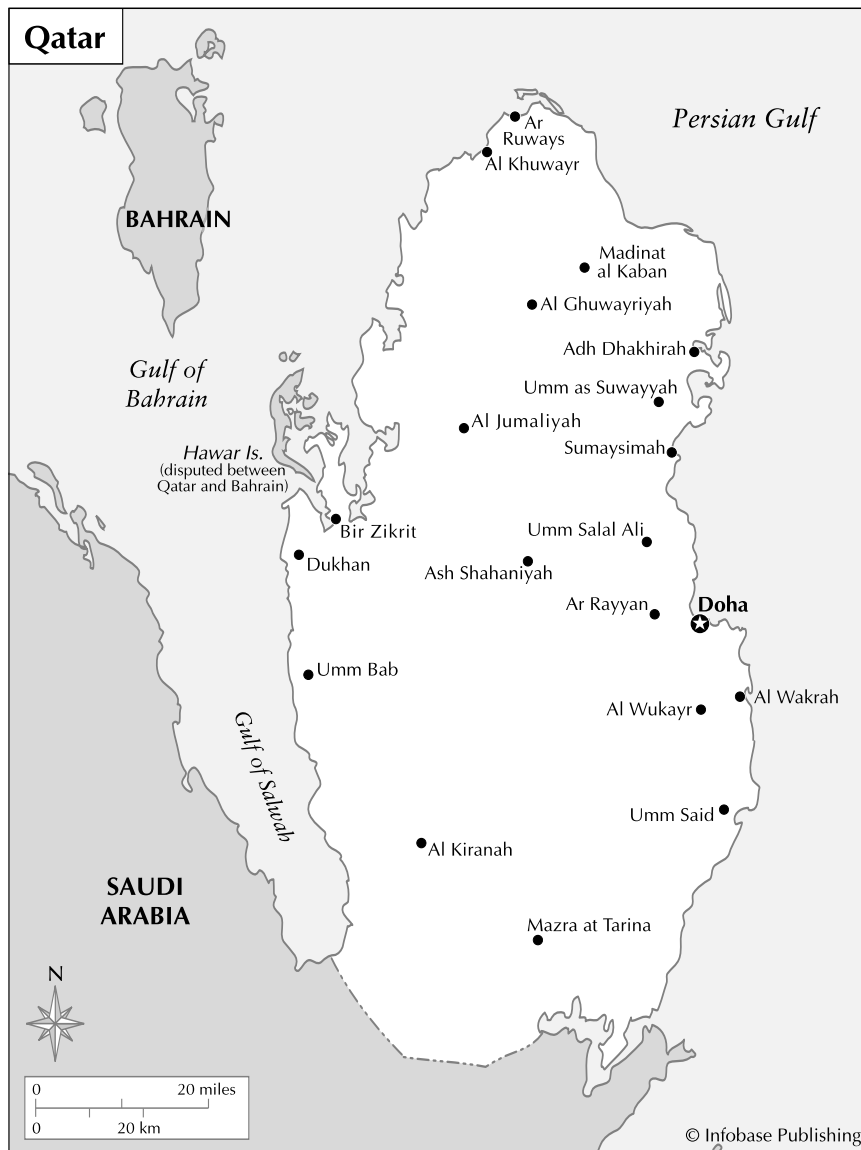 Qatar
Persian Gulf
Ar
Ruways
Al Khuwayr
BAHRAIN
Madinat
al Kaban
Al Ghuwayriyah
Adh Dhakhirah
Gulf of
Bahrain
Umm as Suwayyah
Al Jumaliyah
Hawar Is.
(disputed between
Qatar and Bahrain)
Sumaysimah
Bir Zikrit
Umm Salal Ali
Dukhan
Ash Shahaniyah
Ar Rayyan
Doha
Umm Bab
Al Wakrah
Al Wukayr
Gulf of Salwah
Umm Said
Al Kiranah
SAUDI
ARABIA
Mazra at Tarina
N
0 20 miles
0 20 km
© Infobase Publishing